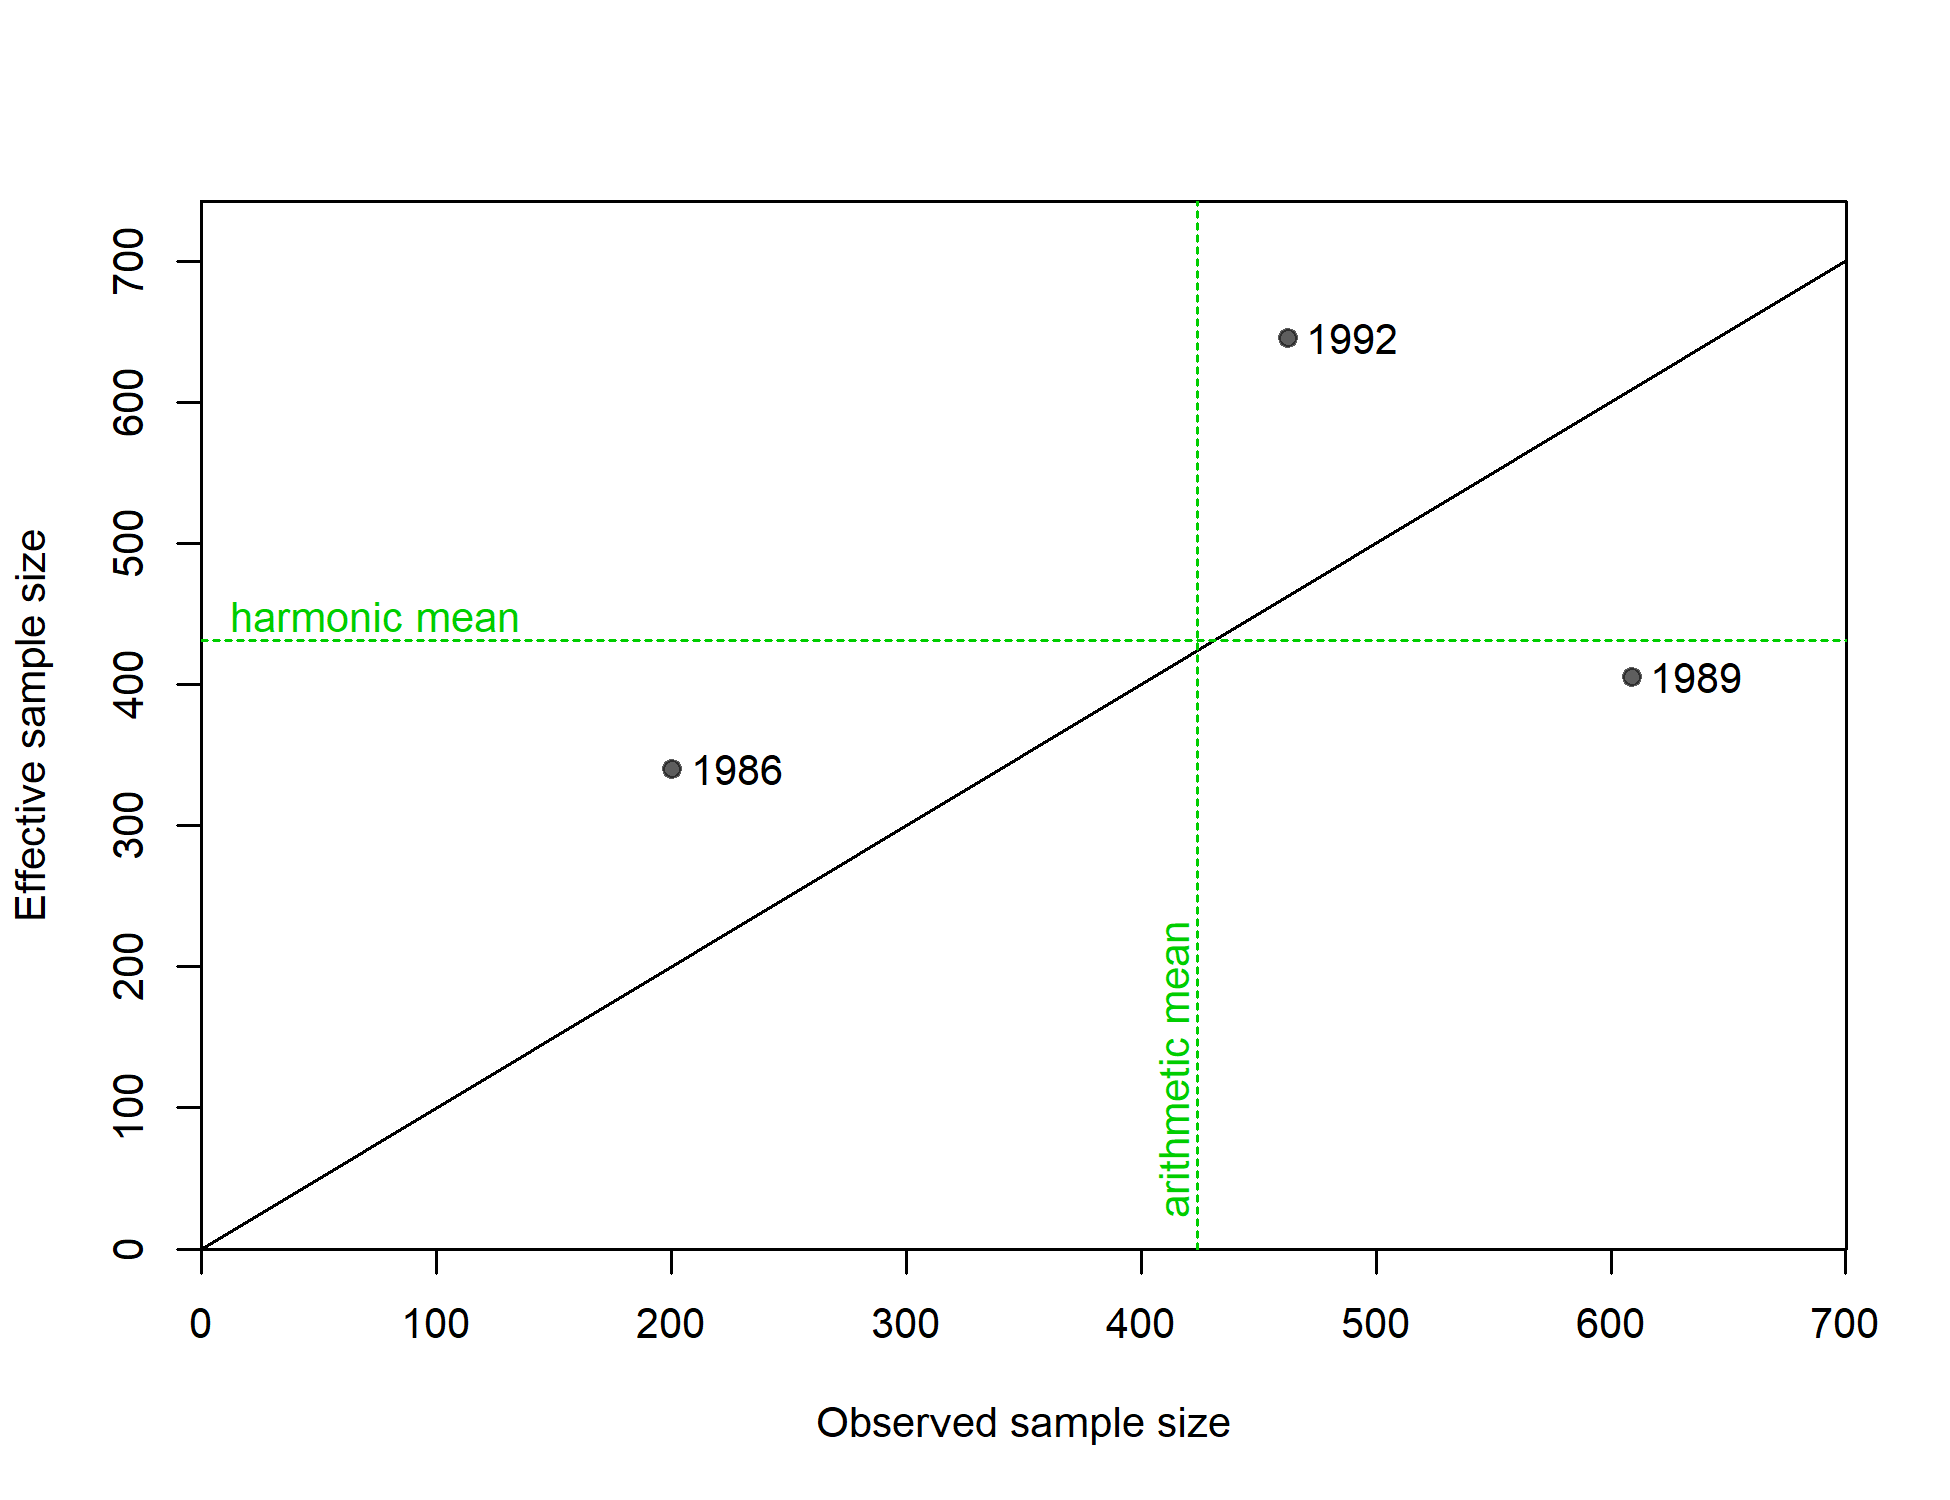 700
600
500
400
300
200
100
0
Effective sample size
harmonic mean
arithmetic mean
1992
1989
1986
0 100 200 300 400 500 600 700
Observed sample size